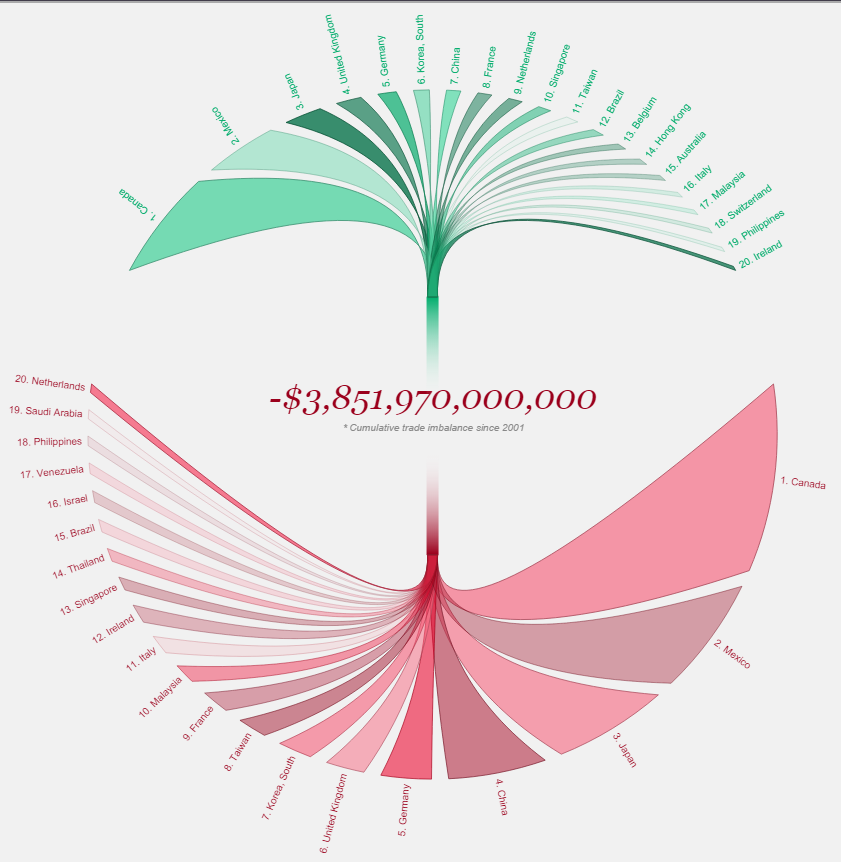 1. Canada
2. Mexico
3. Japan
4. United Kingdom
5. Germany
6. Korea, South
7. China
8. France
9. Netherlands
10. Singapore
11. Taiwan
12. Brazil
13. Belgium
14. Hong Kong
15. Australia
16. Italy
17. Malaysia
18. Switzerland
19. Philippines
20. Ireland
-$3,851,970,000,000
* Cumulative trade imbalance since 2001
20. Netherlands
19. Saudi Arabia
18. Philippines
17. Venezuela
16. Israel
15. Brazil
14. Thailand
13. Singapore
12. Ireland
11. Italy
10. Malaysia
9. France
8. Taiwan
7. Korea, South
6. United Kingdom
5. Germany
4. China
3. Japan
2. Mexico
1. Canada